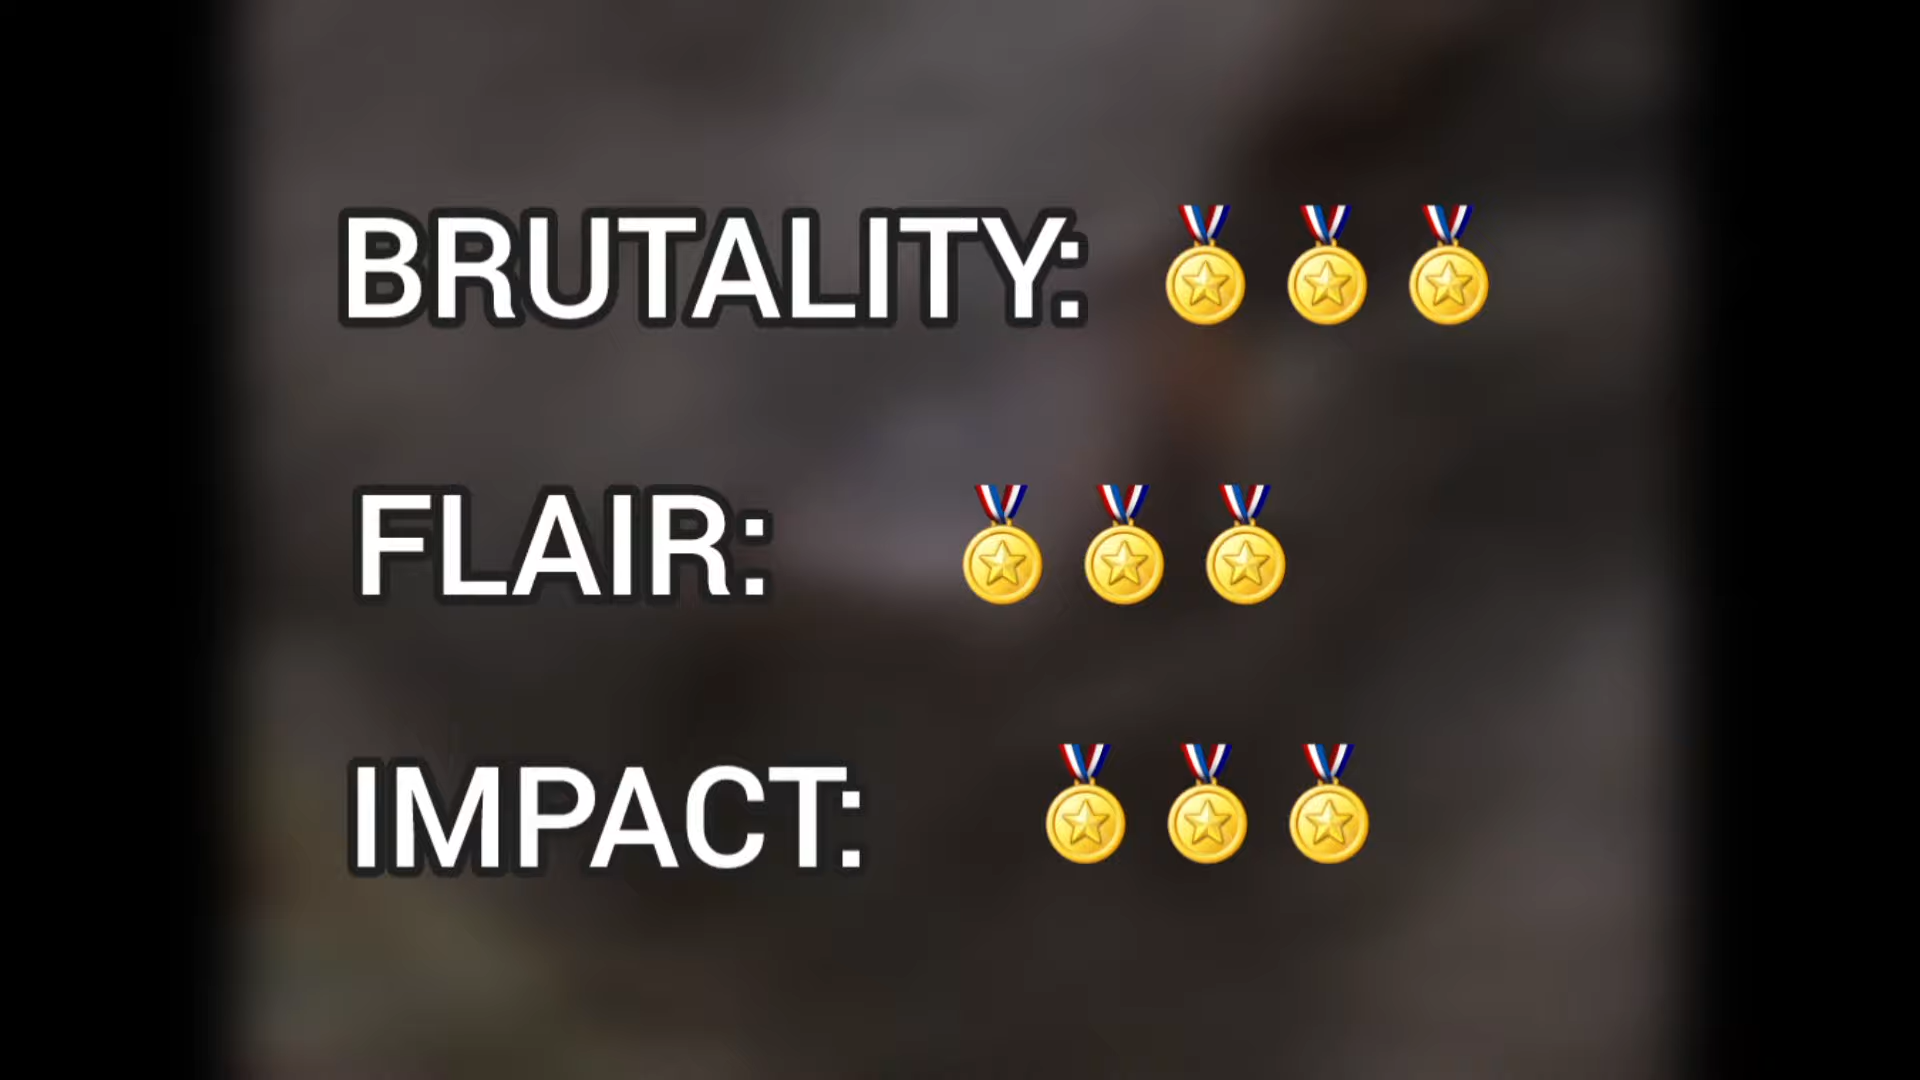 BRUTALITY: 🏅 🏅 🏅
FLAIR: 🏅 🏅 🏅
IMPACT: 🏅 🏅 🏅